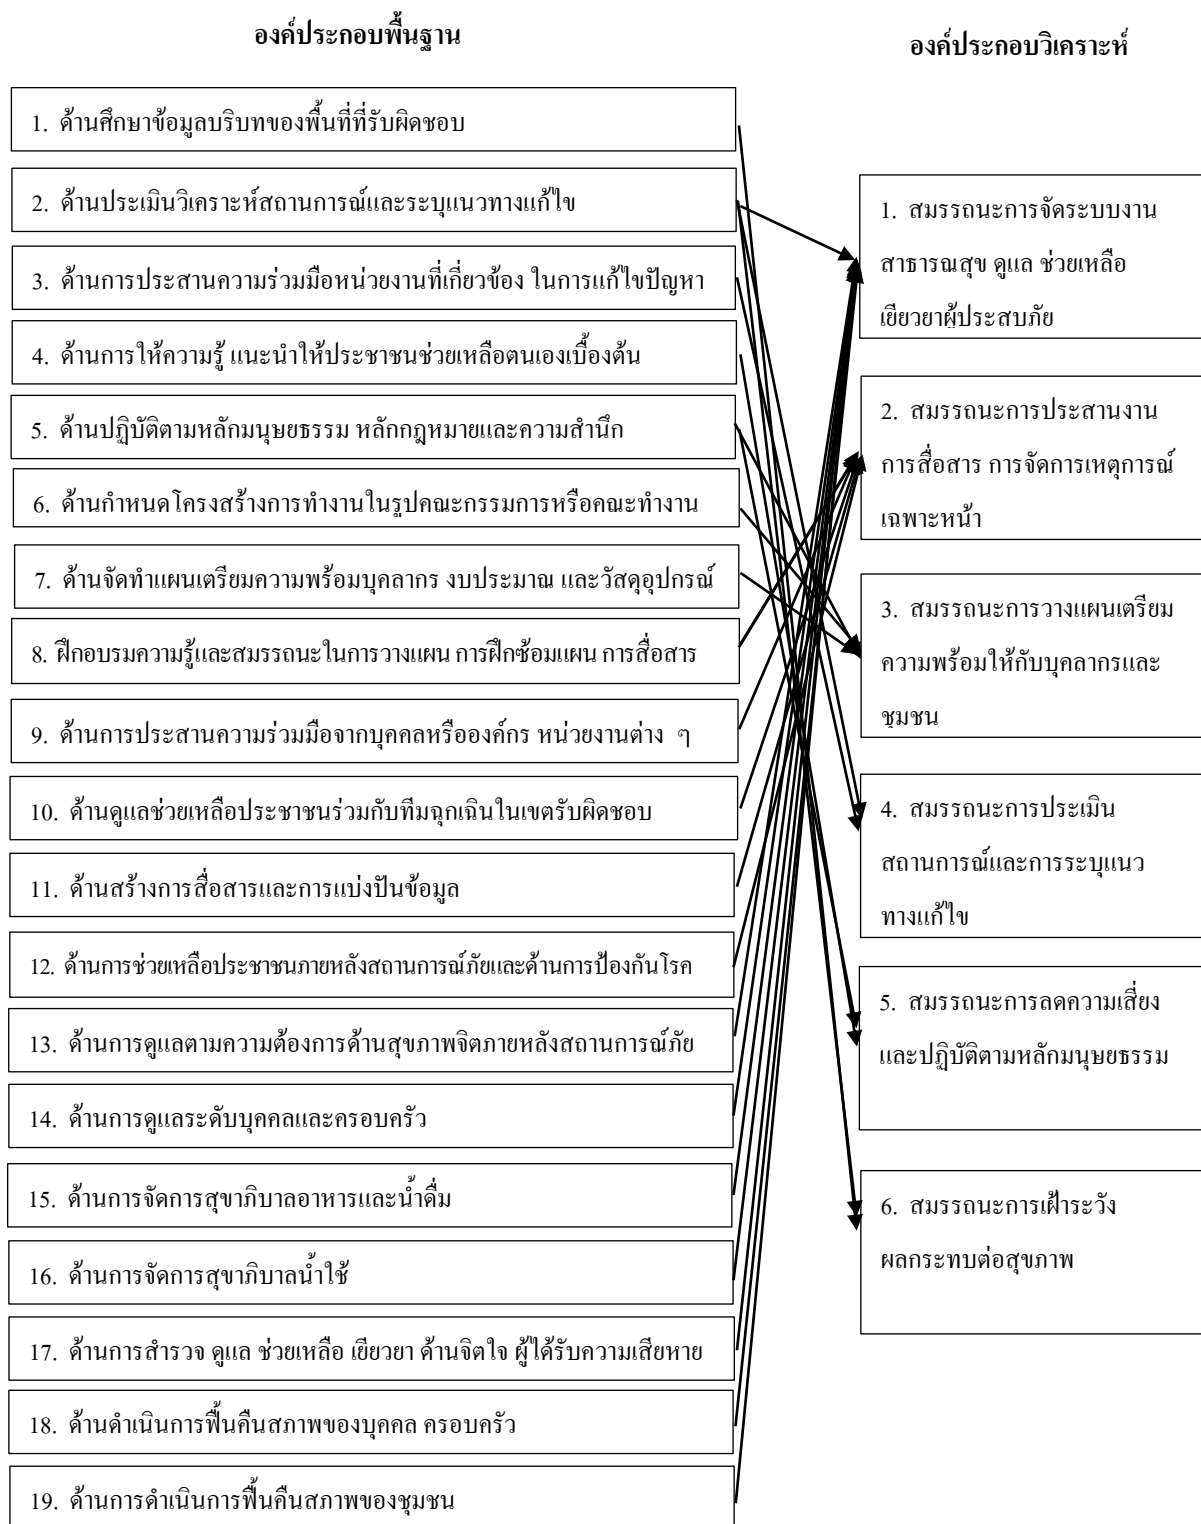 องค์ประกอบพื้นฐาน
1. ด้านศึกษาข้อมูลบริบทของพื้นที่ที่รับผิดชอบ
2. ด้านประเมินวิเคราะห์สถานการณ์และระบุแนวทางแก้ไข
3. ด้านการประสานความร่วมมือหน่วยงานที่เกี่ยวข้อง ในการแก้ไขปัญหา
4. ด้านการให้ความรู้ แนะนำให้ประชาชนช่วยเหลือตนเองเบื้องต้น
5. ด้านปฏิบัติตามหลักมนุษยธรรม หลักกฎหมายและความสำนึก
6. ด้านกำหนดโครงสร้างการทำงานในรูปคณะกรรมการหรือคณะทำงาน
7. ด้านจัดทำแผนเตรียมความพร้อมบุคลากร งบประมาณ และวัสดุอุปกรณ์
8. ฝึกอบรมความรู้และสมรรถนะในการวางแผน การฝึกซ้อมแผน การสื่อสาร
9. ด้านการประสานความร่วมมือจากบุคคลหรือองค์กร หน่วยงานต่าง ๆ
10. ด้านดูแลช่วยเหลือประชาชนร่วมกับทีมฉุกเฉินในเขตรับผิดชอบ
11. ด้านสร้างการสื่อสารและการแบ่งปันข้อมูล
12. ด้านการช่วยเหลือประชาชนภายหลังสถานการณ์ภัยและด้านการป้องกันโรค
13. ด้านการดูแลตามความต้องการด้านสุขภาพจิตภายหลังสถานการณ์ภัย
14. ด้านการดูแลระดับบุคคลและครอบครัว
15. ด้านการจัดการสุขาภิบาลอาหารและน้ำดื่ม
16. ด้านการจัดการสุขาภิบาลน้ำใช้
17. ด้านการสำรวจ ดูแล ช่วยเหลือ เยียวยา ด้านจิตใจ ผู้ได้รับความเสียหาย
18. ด้านดำเนินการฟื้นคืนสภาพของบุคคล ครอบครัว
19. ด้านการดำเนินการฟื้นคืนสภาพของชุมชน
องค์ประกอบวิเคราะห์
1. สมรรถนะการจัดระบบงาน
สาธารณสุข ดูแล ช่วยเหลือ
เยียวยาผู้ประสบภัย
2. สมรรถนะการประสานงาน
การสื่อสาร การจัดการเหตุการณ์
เฉพาะหน้า
3. สมรรถนะการวางแผนเตรียม
ความพร้อมให้กับบุคลากรและ
ชุมชน
4. สมรรถนะการประเมิน
สถานการณ์และการระบุแนว
ทางแก้ไข
5. สมรรถนะการลดความเสี่ยง
และปฏิบัติตามหลักมนุษยธรรม
6. สมรรถนะการเฝ้าระวัง
ผลกระทบต่อสุขภาพ